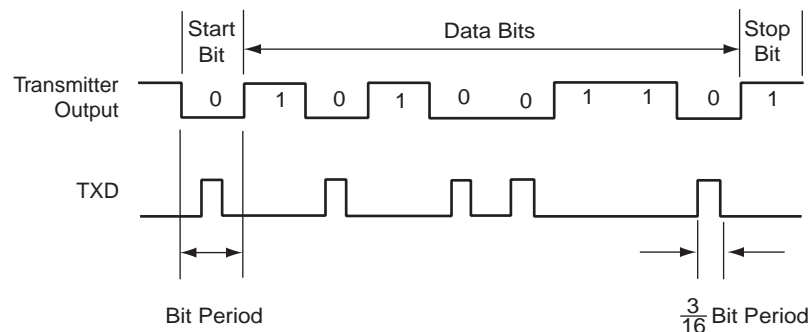 Start
Bit
Data Bits
Stop
Bit
Transmitter
Output
0 1 0 1 0 0 1 1 0 1
TXD
Bit Period
3
16 Bit Period